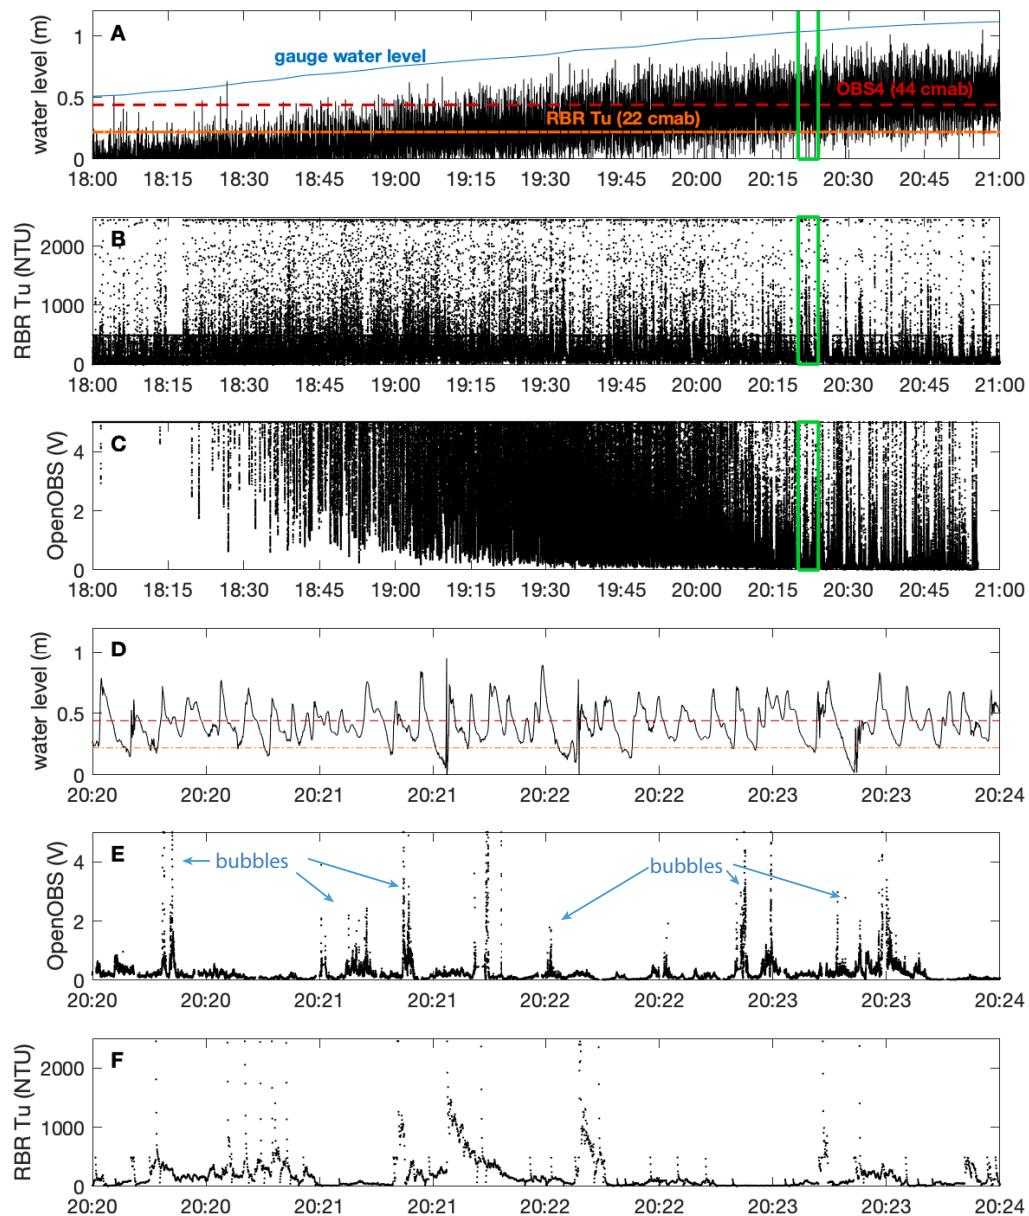 A
water level (m)
1
0.5
0
gauge water level
OBS4 (44 cmab)
RBR Tu (22 cmab)
18:00 18:15 18:30 18:45 19:00 19:15 19:30 19:45 20:00 20:15 20:30 20:45 21:00
B
RBR Tu (NTU)
2000
1000
0
18:00 18:15 18:30 18:45 19:00 19:15 19:30 19:45 20:00 20:15 20:30 20:45 21:00
C
OpenOBS (V)
4
2
0
18:00 18:15 18:30 18:45 19:00 19:15 19:30 19:45 20:00 20:15 20:30 20:45 21:00
D
water level (m)
1
0.5
0
20:20 20:20 20:21 20:21 20:22 20:22 20:23 20:23 20:24
E
OpenOBS (V)
4
2
0
bubbles
bubbles
20:20 20:20 20:21 20:21 20:22 20:22 20:23 20:23 20:24
F
RBR Tu (NTU)
2000
1000
0
20:20 20:20 20:21 20:21 20:22 20:22 20:23 20:23 20:24